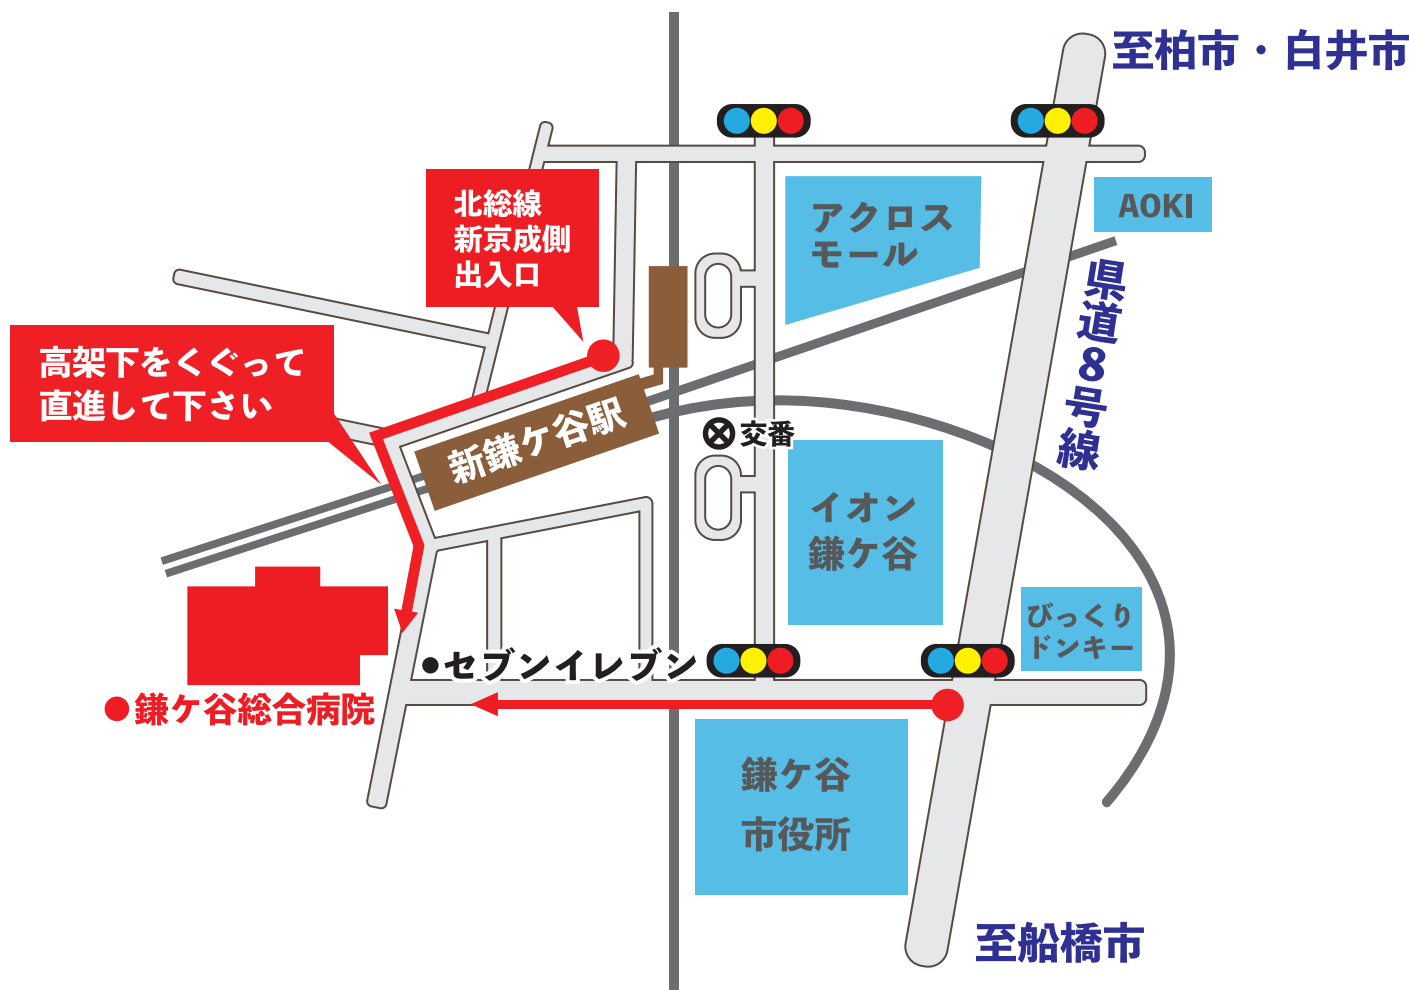 至柏市・白井市
北総線
新京成側
出入口
アクロス
モール
AOKI
県道8号線
高架下をくぐって
直進して下さい
新鎌ヶ谷駅
交番
イオン
鎌ヶ谷
びっくり
ドンキー
●セブンイレブン
●鎌ヶ谷総合病院
鎌ヶ谷
市役所
至船橋市